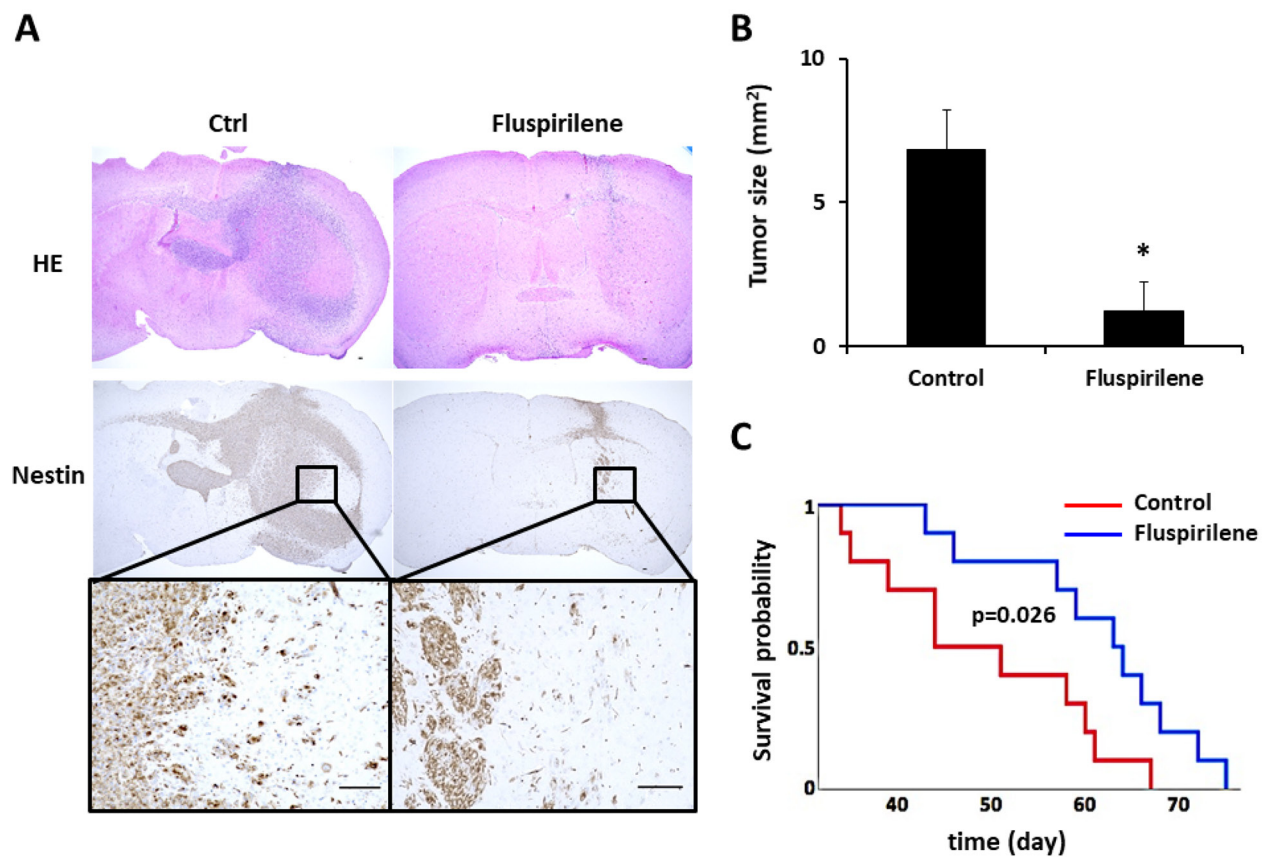 A
Ctrl
Fluspirilene
HE
Nestin
B
Tumor size (mm²)
10
5
0
*
Control
Fluspirilene
C
Survival probability
1
0.5
0
Control
Fluspirilene
p=0.026
40 50 60 70
time (day)